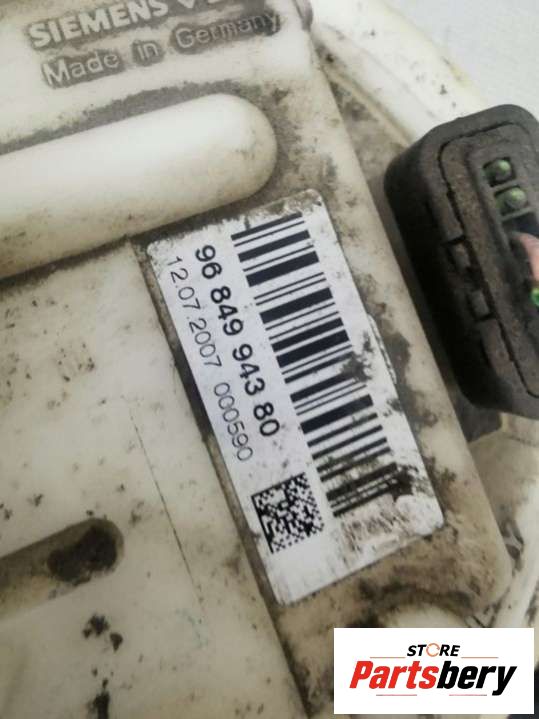 SIEMENS
Made in Germany
96 849 943 80
12.07.2007 000590
STORE
Partsbery